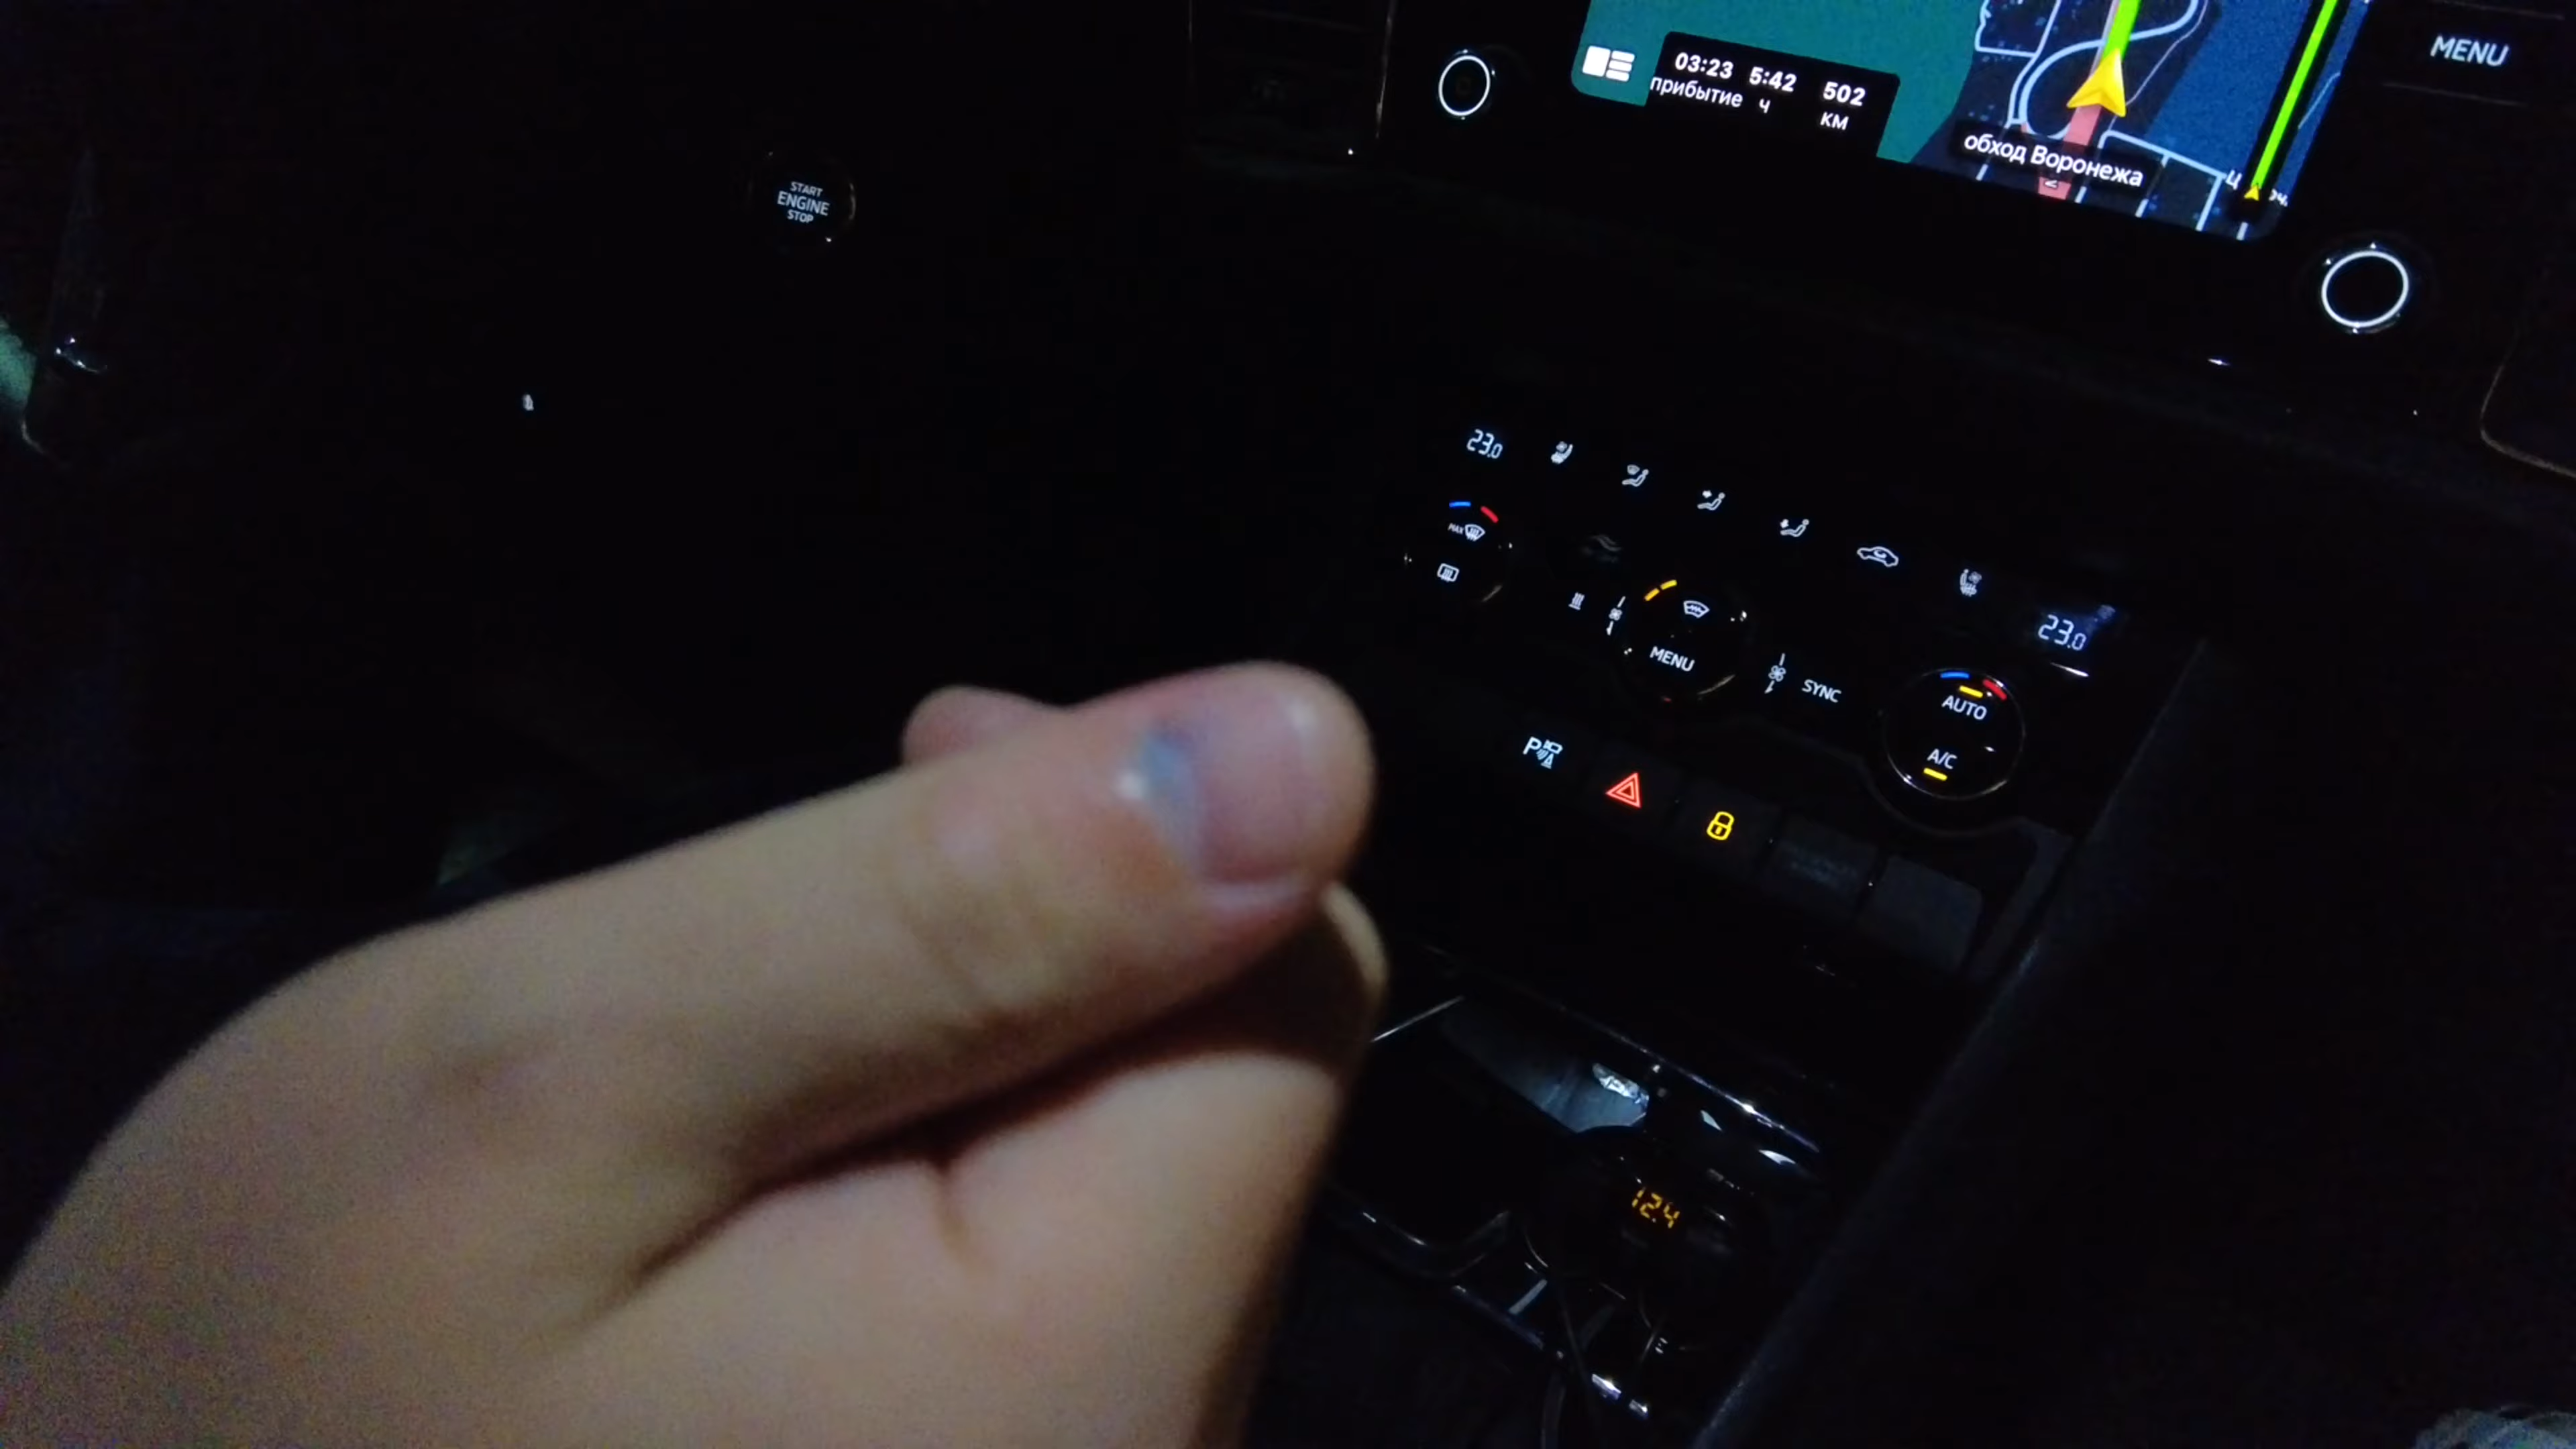 03:23 5:42 502
прибытие ч км
обход Воронежа
MENU
START
ENGINE
STOP
23.0
MAX
MENU
SYNC
23.0
AUTO
A/C
P
12.4